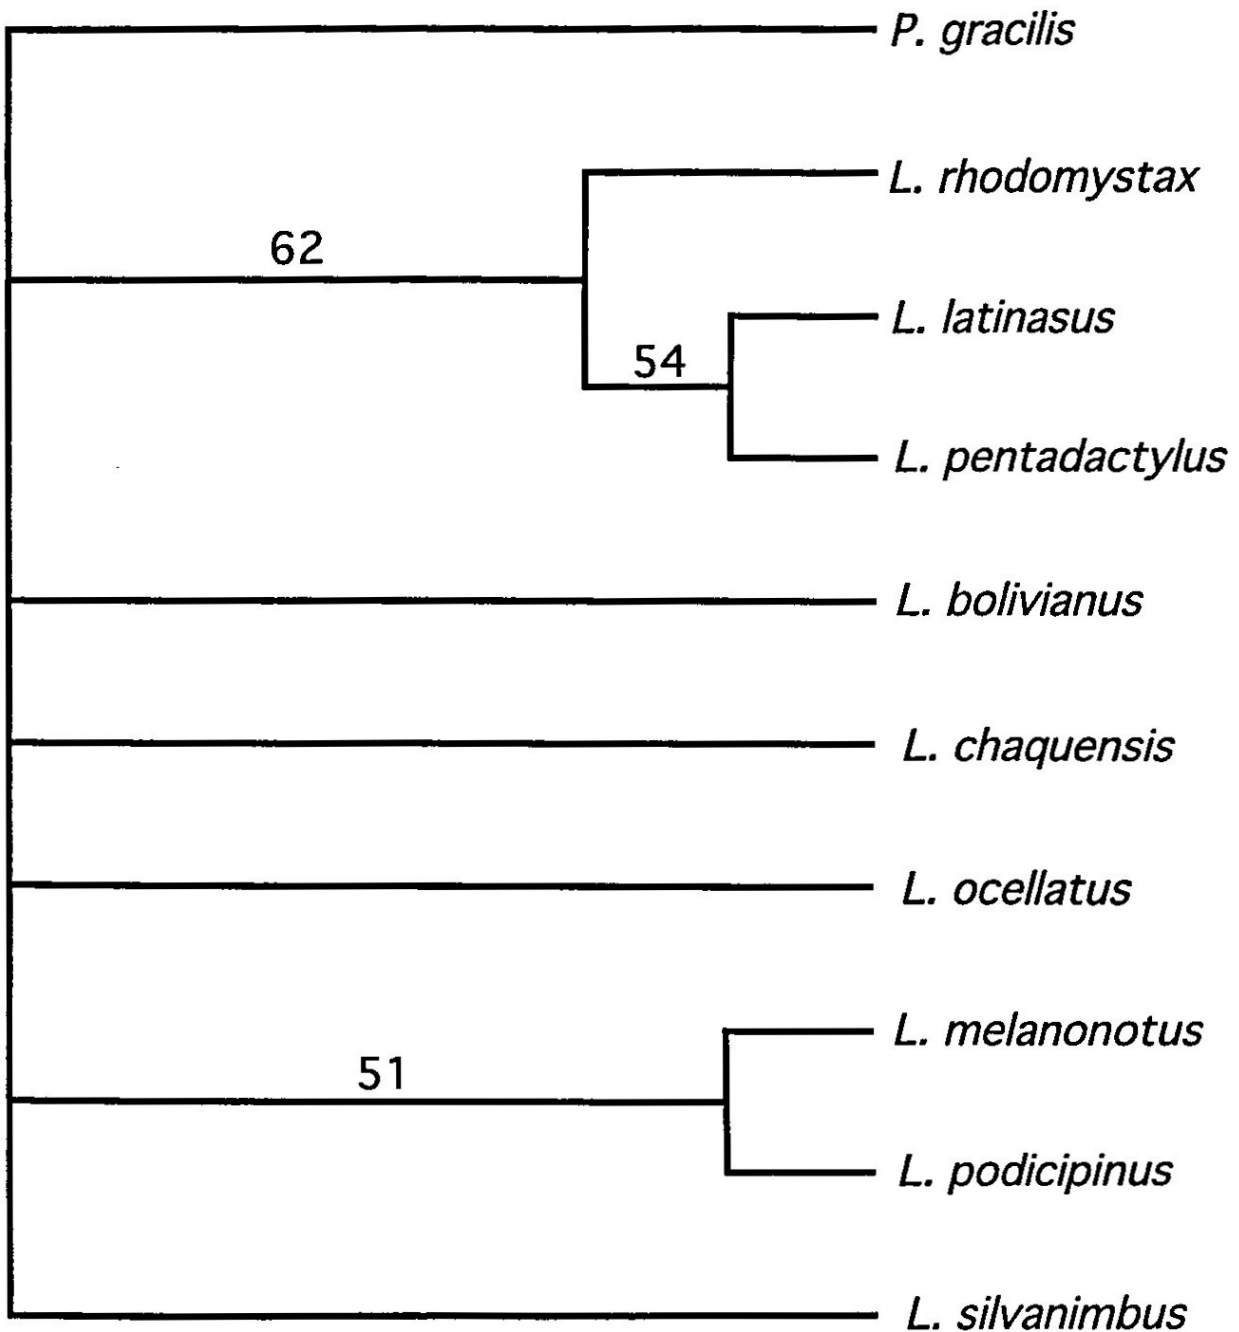 P. gracilis
L. rhodomystax
62
L. latinasus
54
L. pentadactylus
L. bolivianus
L. chaquensis
L. ocellatus
L. melanonotus
51
L. podicipinus
L. silvanimbus